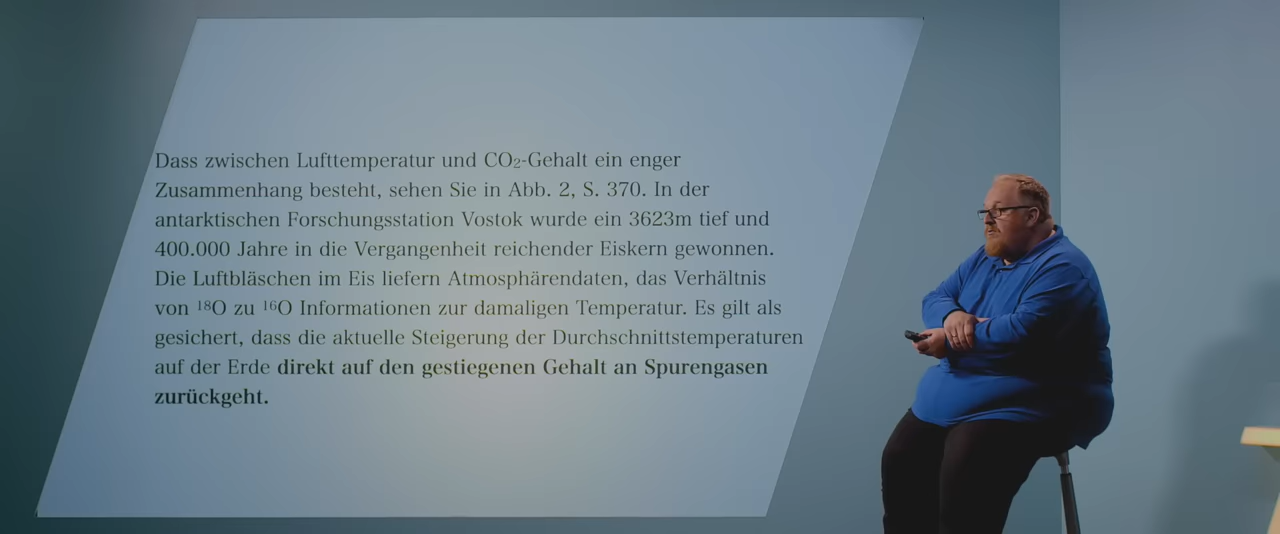 Dass zwischen Lufttemperatur und CO₂-Gehalt ein enger
Zusammenhang besteht, sehen Sie in Abb. 2, S. 370. In der
antarktischen Forschungsstation Vostok wurde ein 3623m tief und
400.000 Jahre in die Vergangenheit reichender Eiskern gewonnen.
Die Luftbläschen im Eis liefern Atmosphärendaten, das Verhältnis
von ¹⁸O zu ¹⁶O Informationen zur damaligen Temperatur. Es gilt als
gesichert, dass die aktuelle Steigerung der Durchschnittstemperaturen
auf der Erde direkt auf den gestiegenen Gehalt an Spurengasen
zurückgeht.